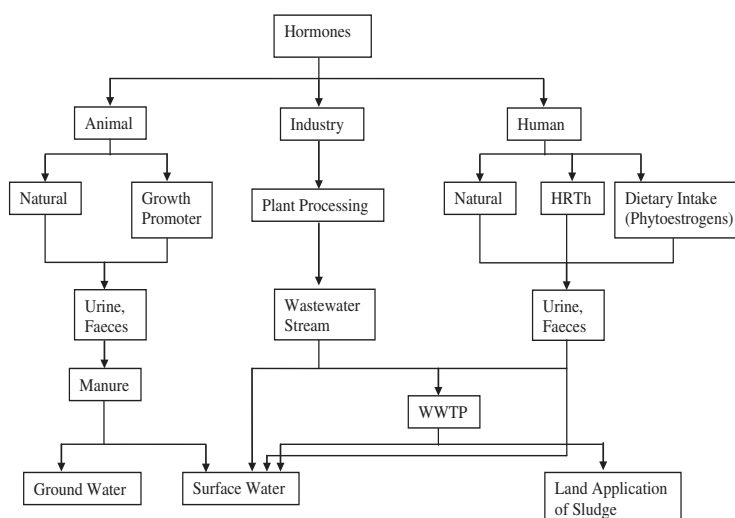 Hormones
Animal
Industry
Human
Natural
Growth
Promoter
Plant Processing
Natural
HRTh
Dietary Intake
(Phytoestrogens)
Urine,
Faeces
Wastewater
Stream
Urine,
Faeces
Manure
WWTP
Ground Water
Surface Water
Land Application
of Sludge